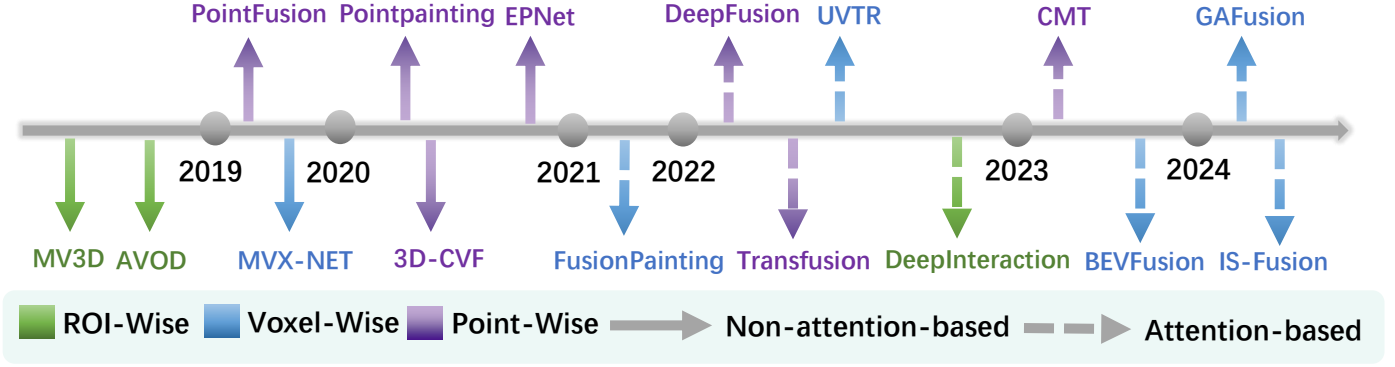 PointFusion Pointpainting EPNet DeepFusion UVTR CMT GAFusion
2019 2020 2021 2022 2023 2024
MV3D AVOD MVX-NET 3D-CVF FusionPainting Transfusion DeepInteraction BEVFusion IS-Fusion
ROI-Wise Voxel-Wise Point-Wise Non-attention-based Attention-based